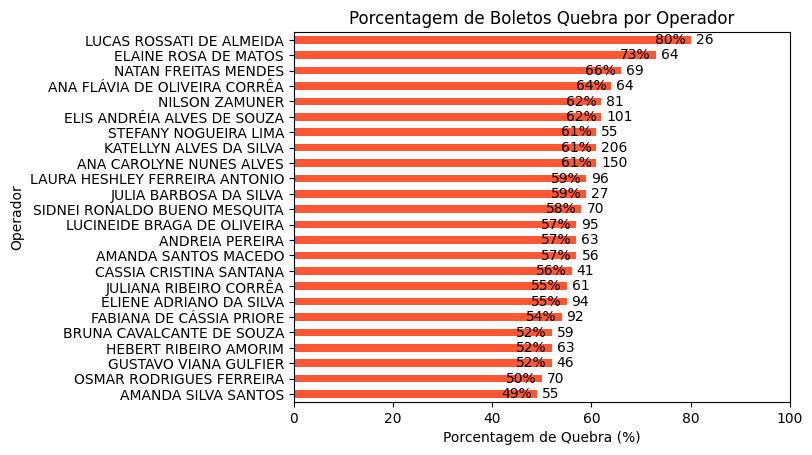 Porcentagem de Boletos Quebra por Operador
LUCAS ROSSATI DE ALMEIDA 80% 26
ELAINE ROSA DE MATOS 73% 64
NATAN FREITAS MENDES 66% 69
ANA FLÁVIA DE OLIVEIRA CORRÊA 64% 64
NILSON ZAMUNER 62% 81
ELIS ANDRÉIA ALVES DE SOUZA 62% 101
STEFANY NOGUEIRA LIMA 61% 55
KATELLYN ALVES DA SILVA 61% 206
ANA CAROLYNE NUNES ALVES 61% 150
LAURA HESHLEY FERREIRA ANTONIO 59% 96
JULIA BARBOSA DA SILVA 59% 27
SIDNEI RONALDO BUENO MESQUITA 58% 70
LUCINEIDE BRAGA DE OLIVEIRA 57% 95
ANDREIA PEREIRA 57% 63
AMANDA SANTOS MACEDO 57% 56
CASSIA CRISTINA SANTANA 56% 41
JULIANA RIBEIRO CORRÊA 55% 61
ELIENE ADRIANO DA SILVA 55% 94
FABIANA DE CÁSSIA PRIORE 54% 92
BRUNA CAVALCANTE DE SOUZA 52% 59
HEBERT RIBEIRO AMORIM 52% 63
GUSTAVO VIANA GULFIER 52% 46
OSMAR RODRIGUES FERREIRA 50% 70
AMANDA SILVA SANTOS 49% 55
Operador
0 20 40 60 80 100
Porcentagem de Quebra (%)